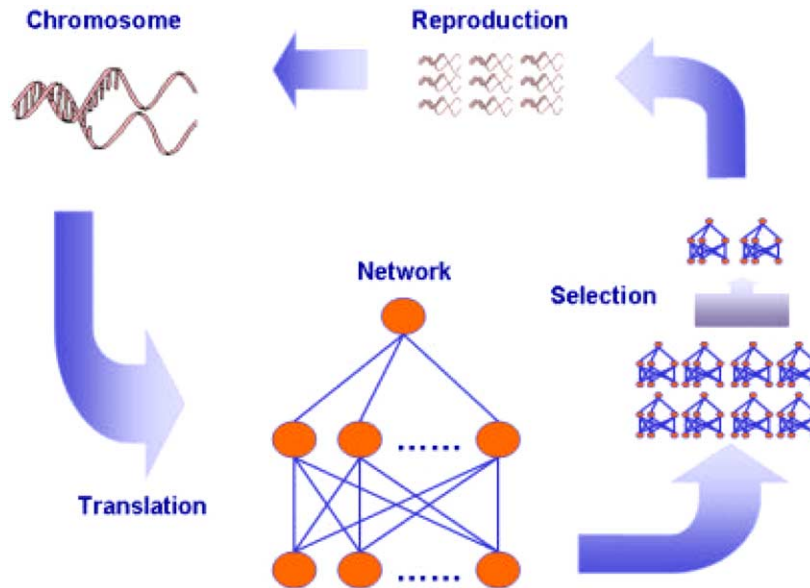 Chromosome
Reproduction
Network
Selection
Translation